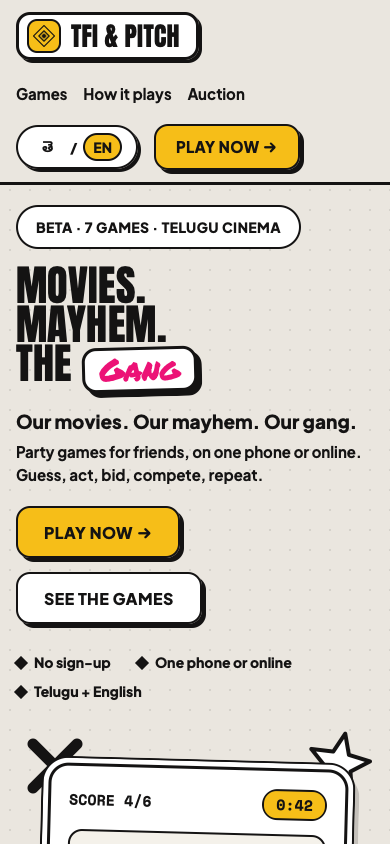 TFI & PITCH
Games How it plays Auction
తె / EN PLAY NOW →
BETA · 7 GAMES · TELUGU CINEMA
MOVIES.
MAYHEM.
THE GANG
Our movies. Our mayhem. Our gang.
Party games for friends, on one phone or online.
Guess, act, bid, compete, repeat.
PLAY NOW →
SEE THE GAMES
◆ No sign-up ◆ One phone or online
◆ Telugu + English
SCORE 4/6 0:42